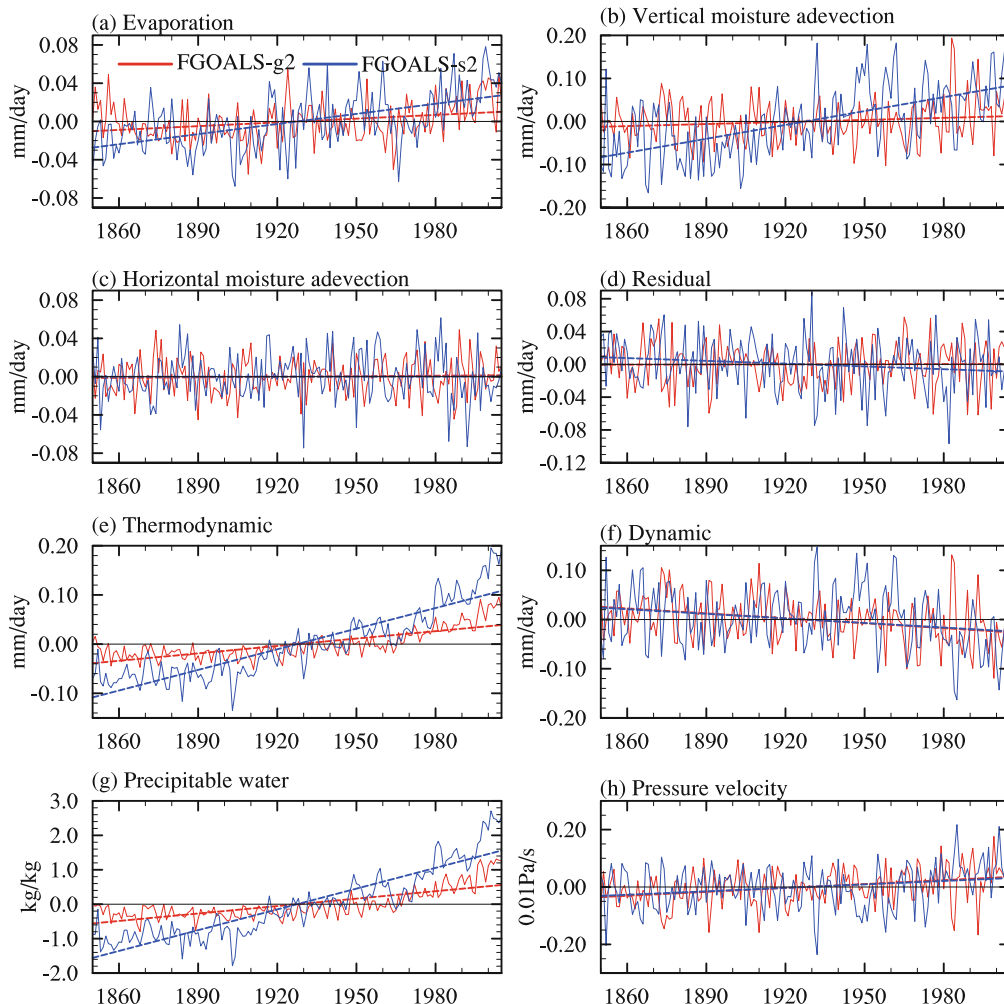 (a) Evaporation
0.08
0.04
0.00
-0.04
-0.08
mm/day
FGOALS-g2
FGOALS-s2
1860 1890 1920 1950 1980
(b) Vertical moisture adevection
0.20
0.10
0.00
-0.10
-0.20
mm/day
1860 1890 1920 1950 1980
(c) Horizontal moisture adevection
0.08
0.04
0.00
-0.04
-0.08
mm/day
1860 1890 1920 1950 1980
(d) Residual
0.08
0.04
0.00
-0.04
-0.08
-0.12
mm/day
1860 1890 1920 1950 1980
(e) Thermodynamic
0.20
0.10
0.00
-0.10
mm/day
1860 1890 1920 1950 1980
(f) Dynamic
0.10
0.00
-0.10
-0.20
mm/day
1860 1890 1920 1950 1980
(g) Precipitable water
3.0
2.0
1.0
0.0
-1.0
-2.0
kg/kg
1860 1890 1920 1950 1980
(h) Pressure velocity
0.20
0.00
-0.20
0.01Pa/s
1860 1890 1920 1950 1980